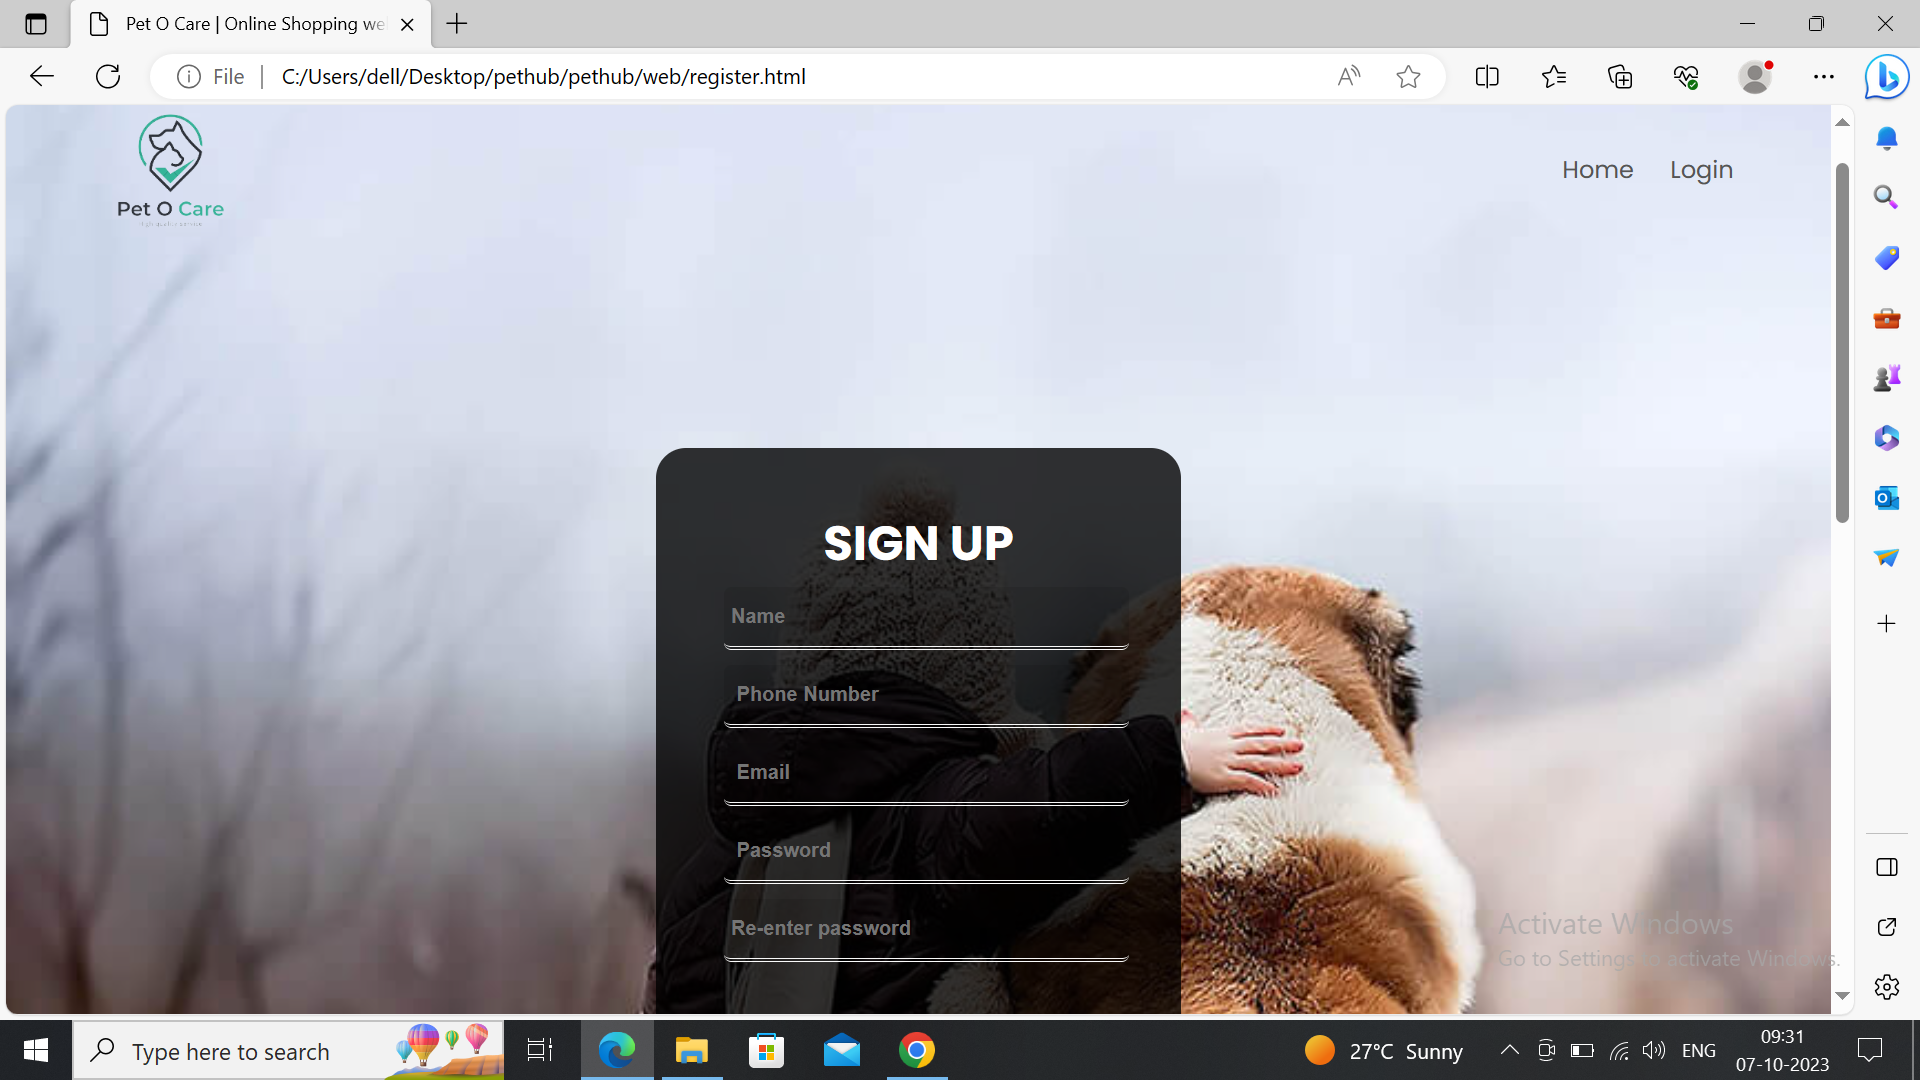 Pet O Care | Online Shopping we
File
C:/Users/dell/Desktop/pethub/pethub/web/register.html
Pet O Care
Home
Login
SIGN UP
Name
Phone Number
Email
Password
Re-enter password
Activate Windows
Go to Settings to activate Windows.
Type here to search
27°C Sunny
ENG
09:31
07-10-2023